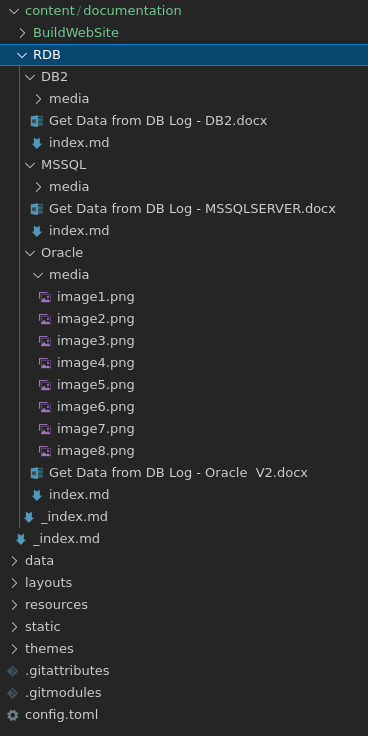 content/documentation
BuildWebSite
RDB
DB2
media
Get Data from DB Log - DB2.docx
index.md
MSSQL
media
Get Data from DB Log - MSSQLSERVER.docx
index.md
Oracle
media
image1.png
image2.png
image3.png
image4.png
image5.png
image6.png
image7.png
image8.png
Get Data from DB Log - Oracle  V2.docx
index.md
_index.md
_index.md
data
layouts
resources
static
themes
.gitattributes
.gitmodules
config.toml